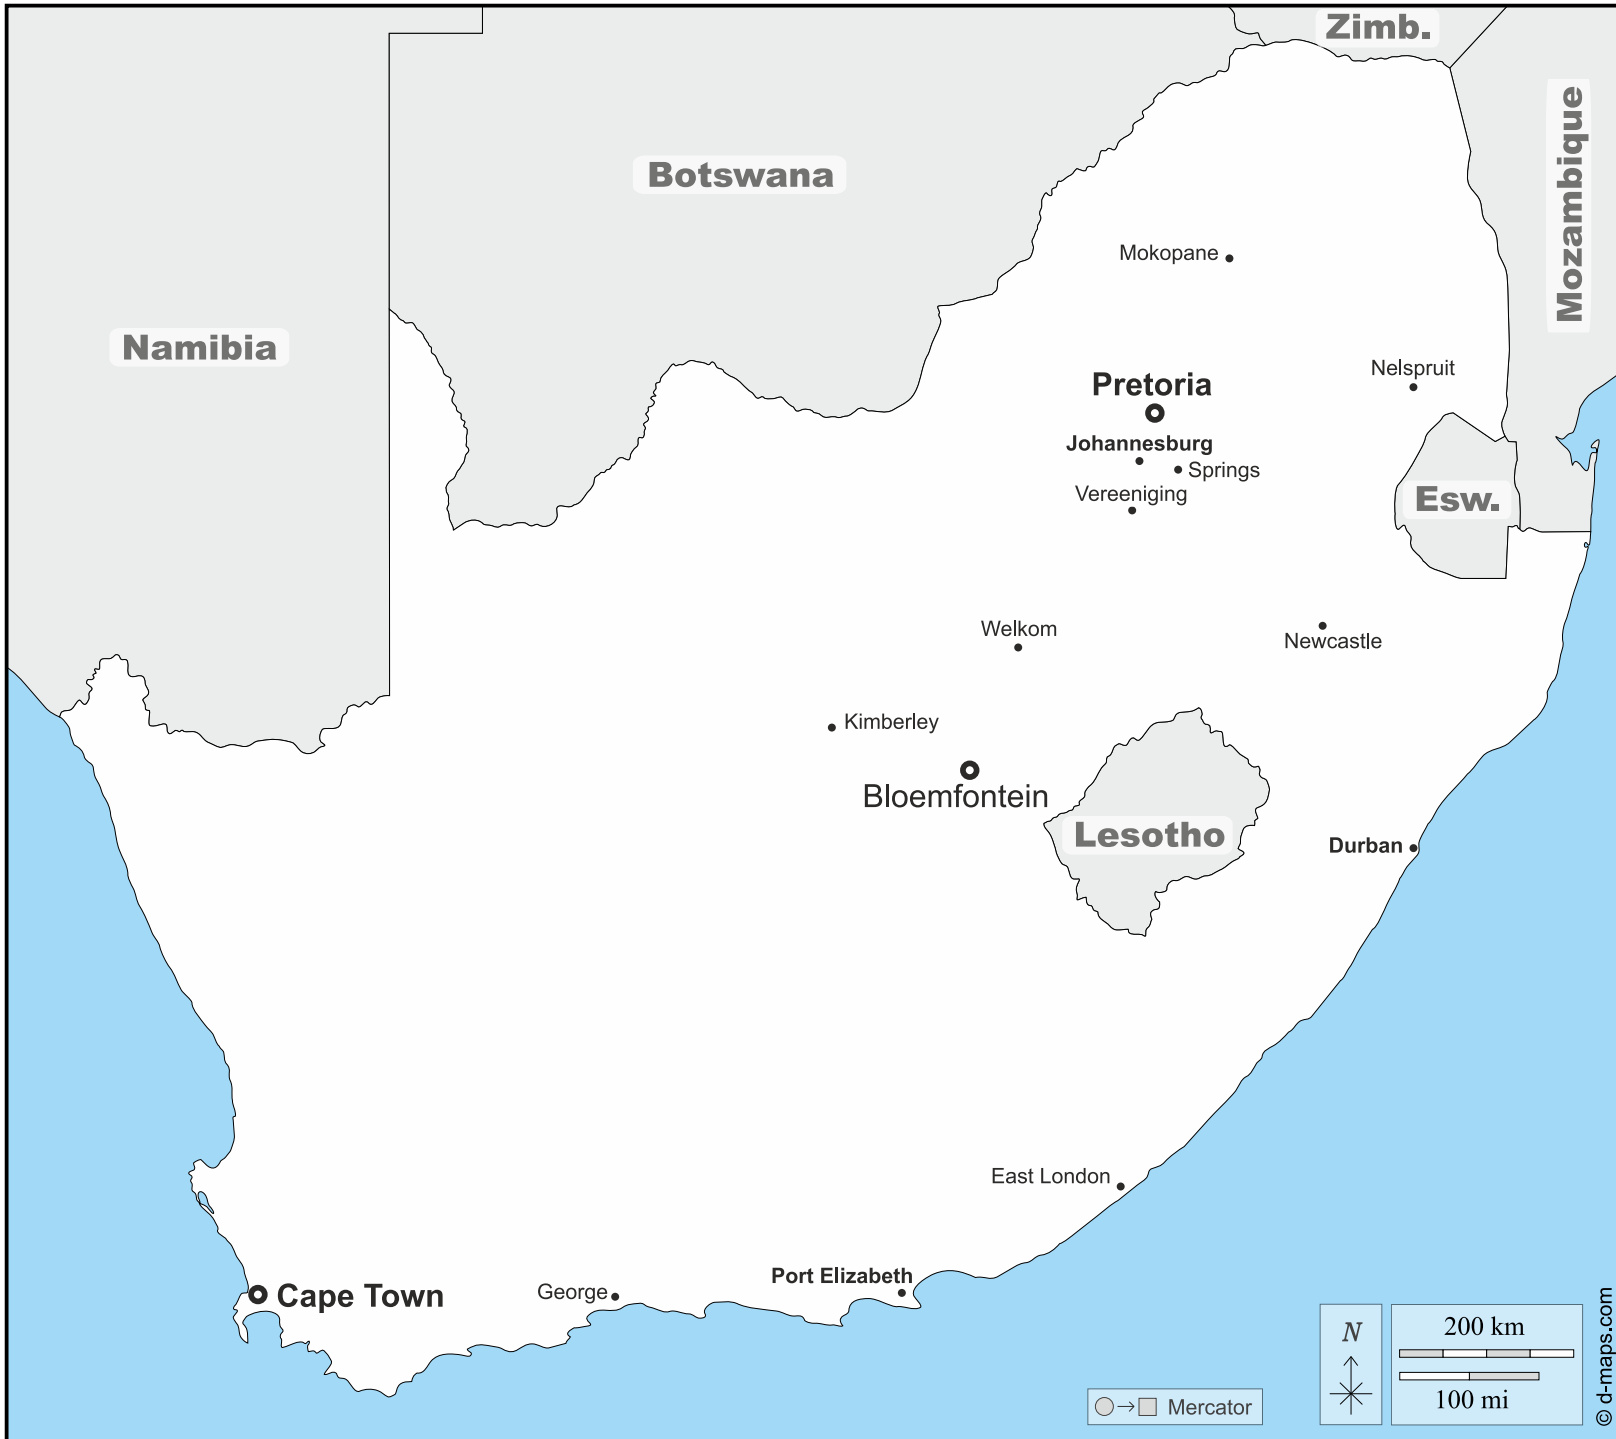 Zimb.
Mozambique
Botswana
Mokopane
Namibia
Nelspruit
Pretoria
Johannesburg
Springs
Vereeniging
Esw.
Welkom
Newcastle
Kimberley
Bloemfontein
Lesotho
Durban
East London
Port Elizabeth
George
Cape Town
N
200 km
100 mi
Mercator
© d-maps.com